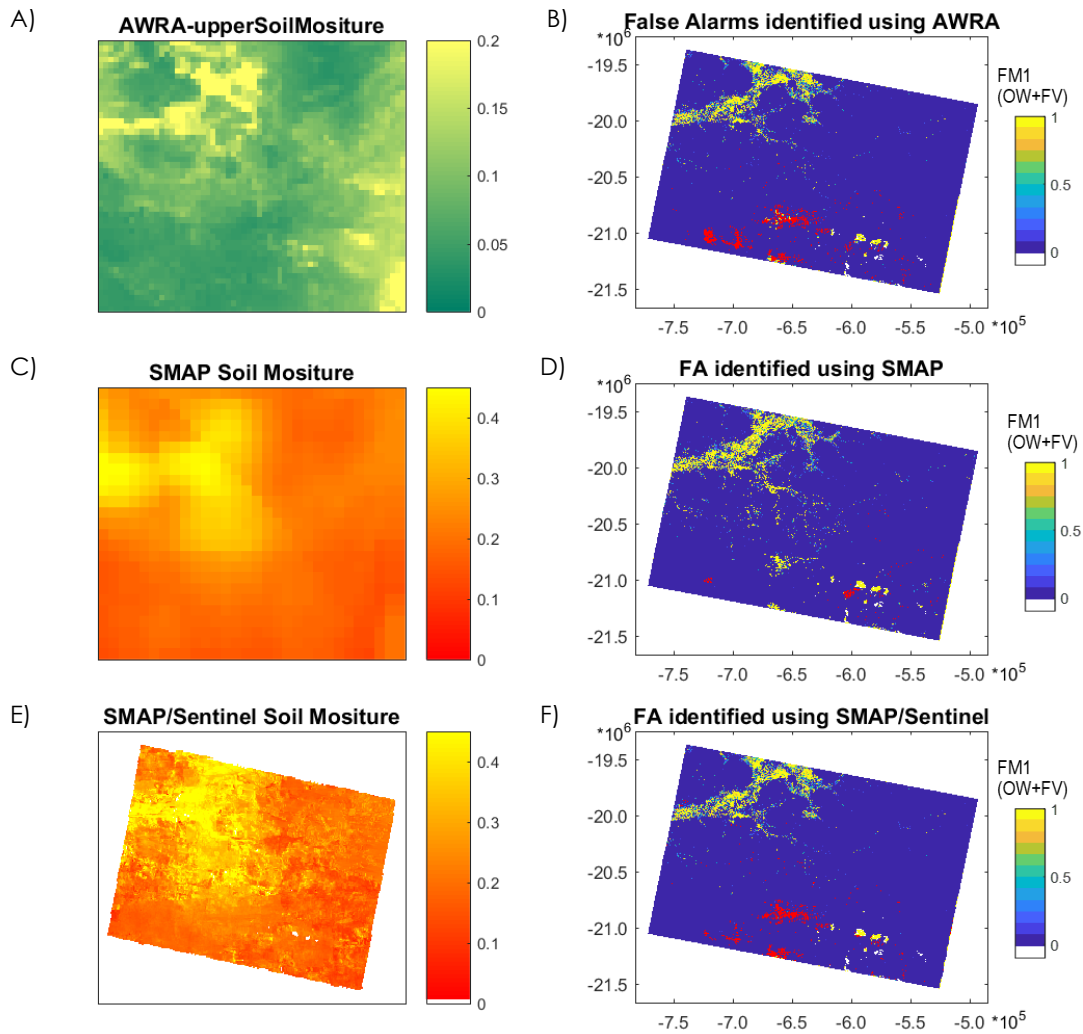 A)
AWRA-upperSoilMositure
0.2
0.15
0.1
0.05
0
B)
False Alarms identified using AWRA
*10^6
-19.5
-20.0
-20.5
-21.0
-21.5
-7.5 -7.0 -6.5 -6.0 -5.5 -5.0 *10^5
FM1
(OW+FV)
1
0.5
0
C)
SMAP Soil Mositure
0.4
0.3
0.2
0.1
0
D)
FA identified using SMAP
*10^6
-19.5
-20.0
-20.5
-21.0
-21.5
-7.5 -7.0 -6.5 -6.0 -5.5 -5.0 *10^5
FM1
(OW+FV)
1
0.5
0
E)
SMAP/Sentinel Soil Mositure
0.4
0.3
0.2
0.1
0
F)
FA identified using SMAP/Sentinel
*10^6
-19.5
-20.0
-20.5
-21.0
-21.5
-7.5 -7.0 -6.5 -6.0 -5.5 -5.0 *10^5
FM1
(OW+FV)
1
0.5
0